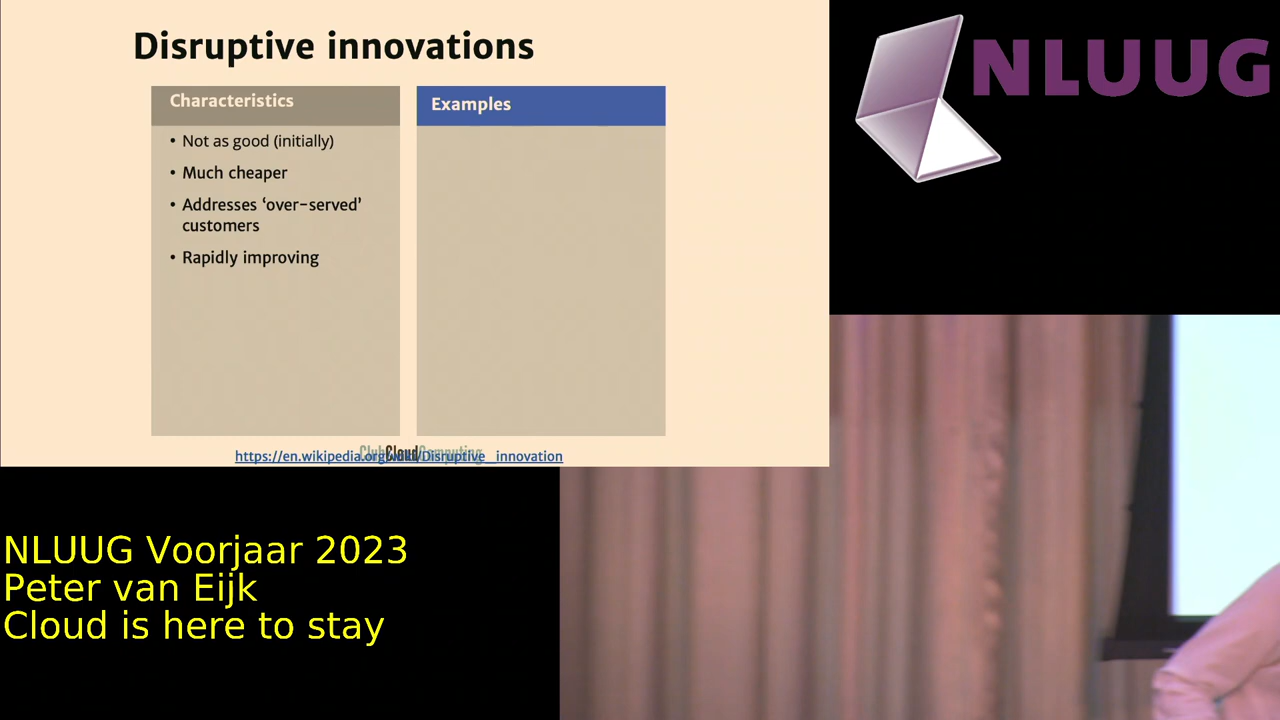 Disruptive innovations
Characteristics
• Not as good (initially)
• Much cheaper
• Addresses ‘over-served’
customers
• Rapidly improving
Examples
ClubCloudComputing
https://en.wikipedia.org/wiki/Disruptive_innovation
NLUUG
NLUUG Voorjaar 2023
Peter van Eijk
Cloud is here to stay